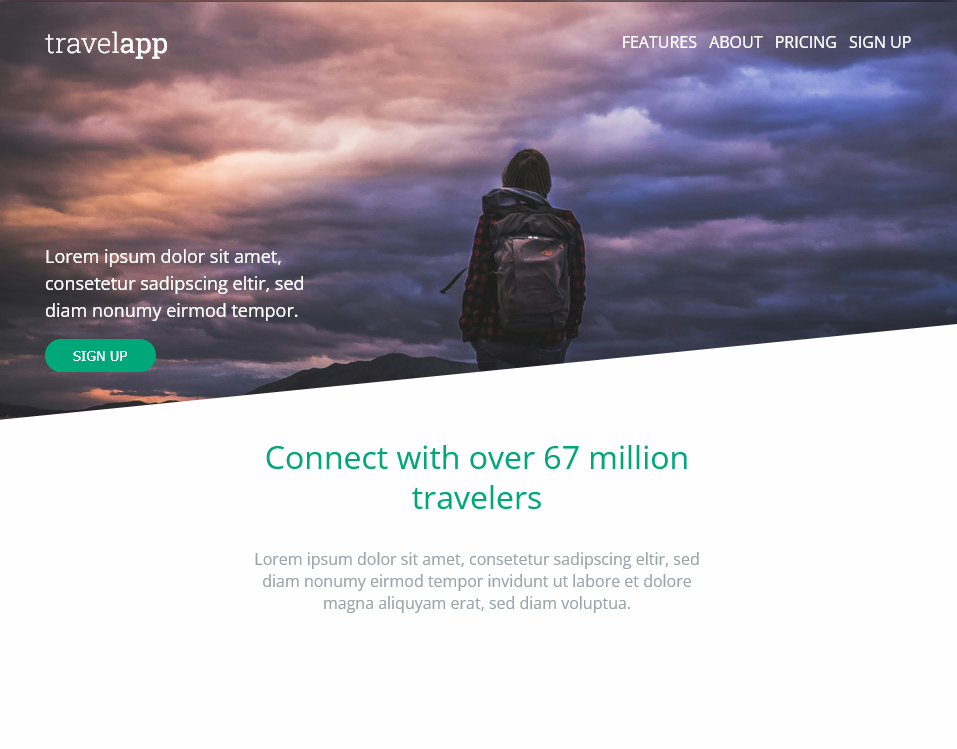 travelapp
FEATURES ABOUT PRICING SIGN UP
Lorem ipsum dolor sit amet,
consetetur sadipscing eltir, sed
diam nonumy eirmod tempor.
SIGN UP
Connect with over 67 million
travelers
Lorem ipsum dolor sit amet, consetetur sadipscing eltir, sed
diam nonumy eirmod tempor invidunt ut labore et dolore
magna aliquyam erat, sed diam voluptua.